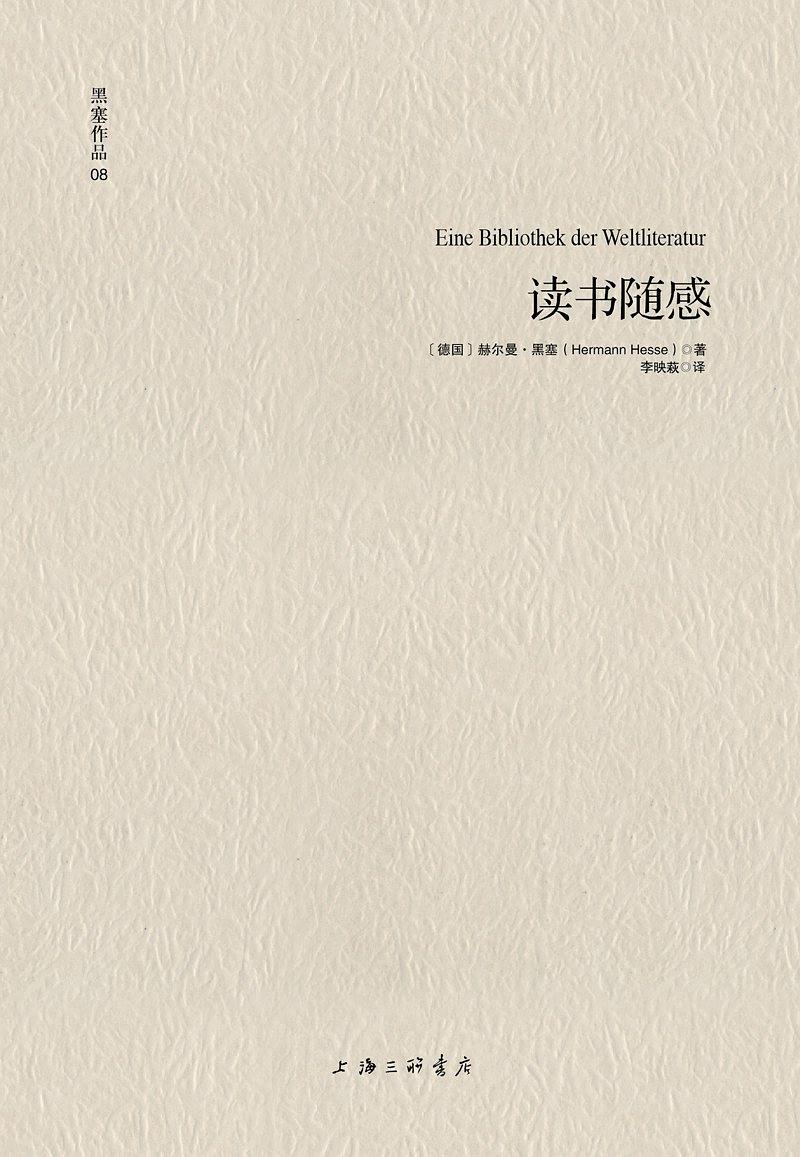 黑塞作品 08
Eine Bibliothek der Weltliteratur
读书随感
〔德国〕赫尔曼·黑塞（Hermann Hesse）◎著
李映萩◎译
上海三联书店